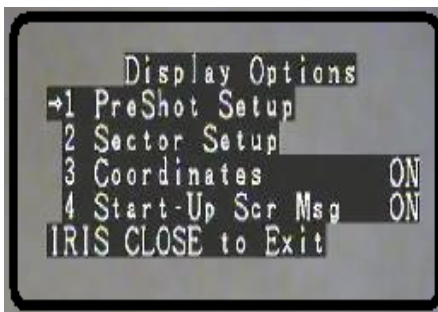 Display Options
→1 PreShot Setup
2 Sector Setup
3 Coordinates ON
4 Start-Up Scr Msg ON
IRIS CLOSE to Exit